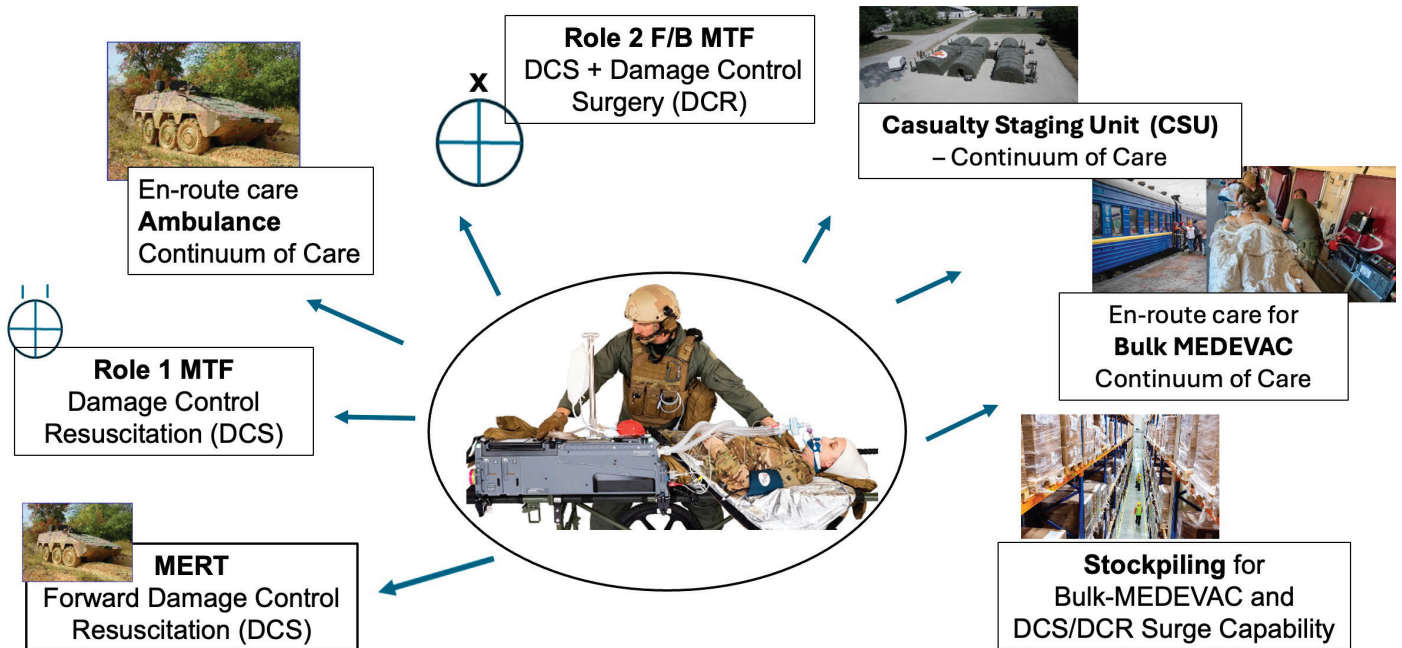 x
Role 2 F/B MTF
DCS + Damage Control
Surgery (DCR)
Casualty Staging Unit (CSU)
– Continuum of Care
En-route care
Ambulance
Continuum of Care
En-route care for
Bulk MEDEVAC
Continuum of Care
Role 1 MTF
Damage Control
Resuscitation (DCS)
MERT
Forward Damage Control
Resuscitation (DCS)
Stockpiling for
Bulk-MEDEVAC and
DCS/DCR Surge Capability